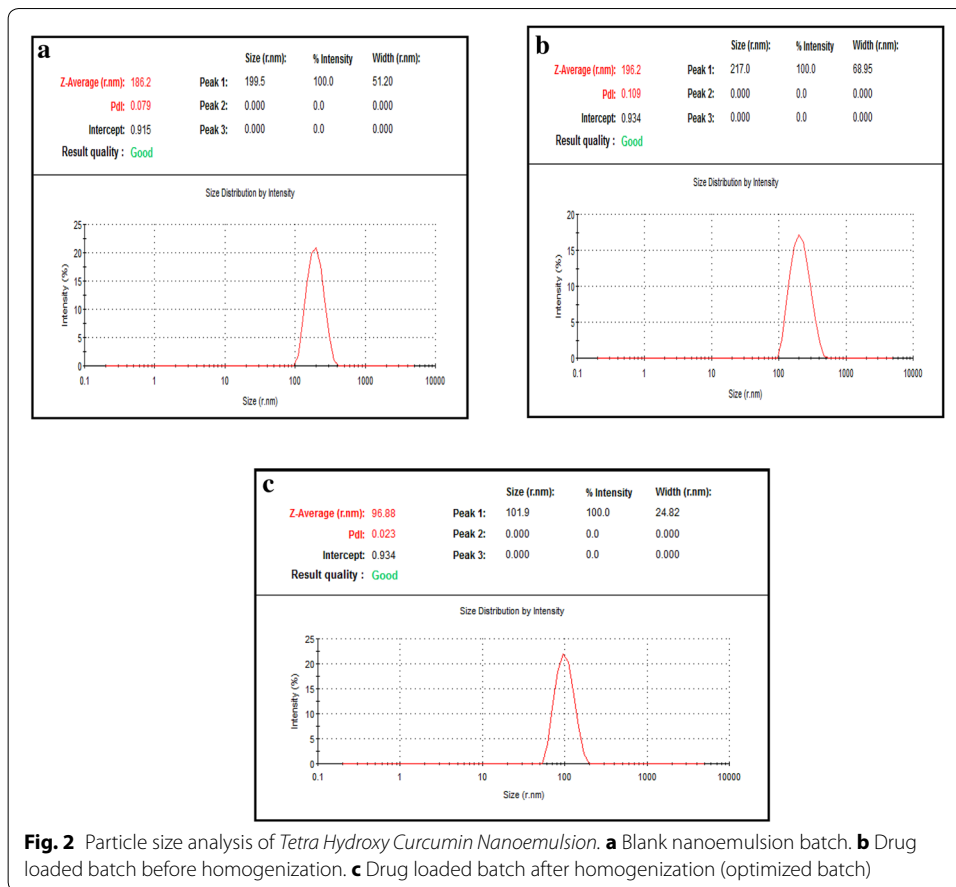 a
Size (r.nm): % Intensity Width (r.nm):
Z-Average (r.nm): 186.2 Peak 1: 199.5 100.0 51.20
PdI: 0.079 Peak 2: 0.000 0.0 0.000
Intercept: 0.915 Peak 3: 0.000 0.0 0.000
Result quality : Good
Size Distribution by Intensity
25
20
15
10
5
0
Intensity (%)
0.1 1 10 100 1000 10000
Size (r.nm)
b
Size (r.nm): % Intensity Width (r.nm):
Z-Average (r.nm): 196.2 Peak 1: 217.0 100.0 68.95
PdI: 0.109 Peak 2: 0.000 0.0 0.000
Intercept: 0.934 Peak 3: 0.000 0.0 0.000
Result quality : Good
Size Distribution by Intensity
20
15
10
5
0
Intensity (%)
0.1 1 10 100 1000 10000
Size (r.nm)
c
Size (r.nm): % Intensity Width (r.nm):
Z-Average (r.nm): 96.88 Peak 1: 101.9 100.0 24.82
PdI: 0.023 Peak 2: 0.000 0.0 0.000
Intercept: 0.934 Peak 3: 0.000 0.0 0.000
Result quality : Good
Size Distribution by Intensity
25
20
15
10
5
0
Intensity (%)
0.1 1 10 100 1000 10000
Size (r.nm)
Fig. 2 Particle size analysis of Tetra Hydroxy Curcumin Nanoemulsion. a Blank nanoemulsion batch. b Drug
loaded batch before homogenization. c Drug loaded batch after homogenization (optimized batch)